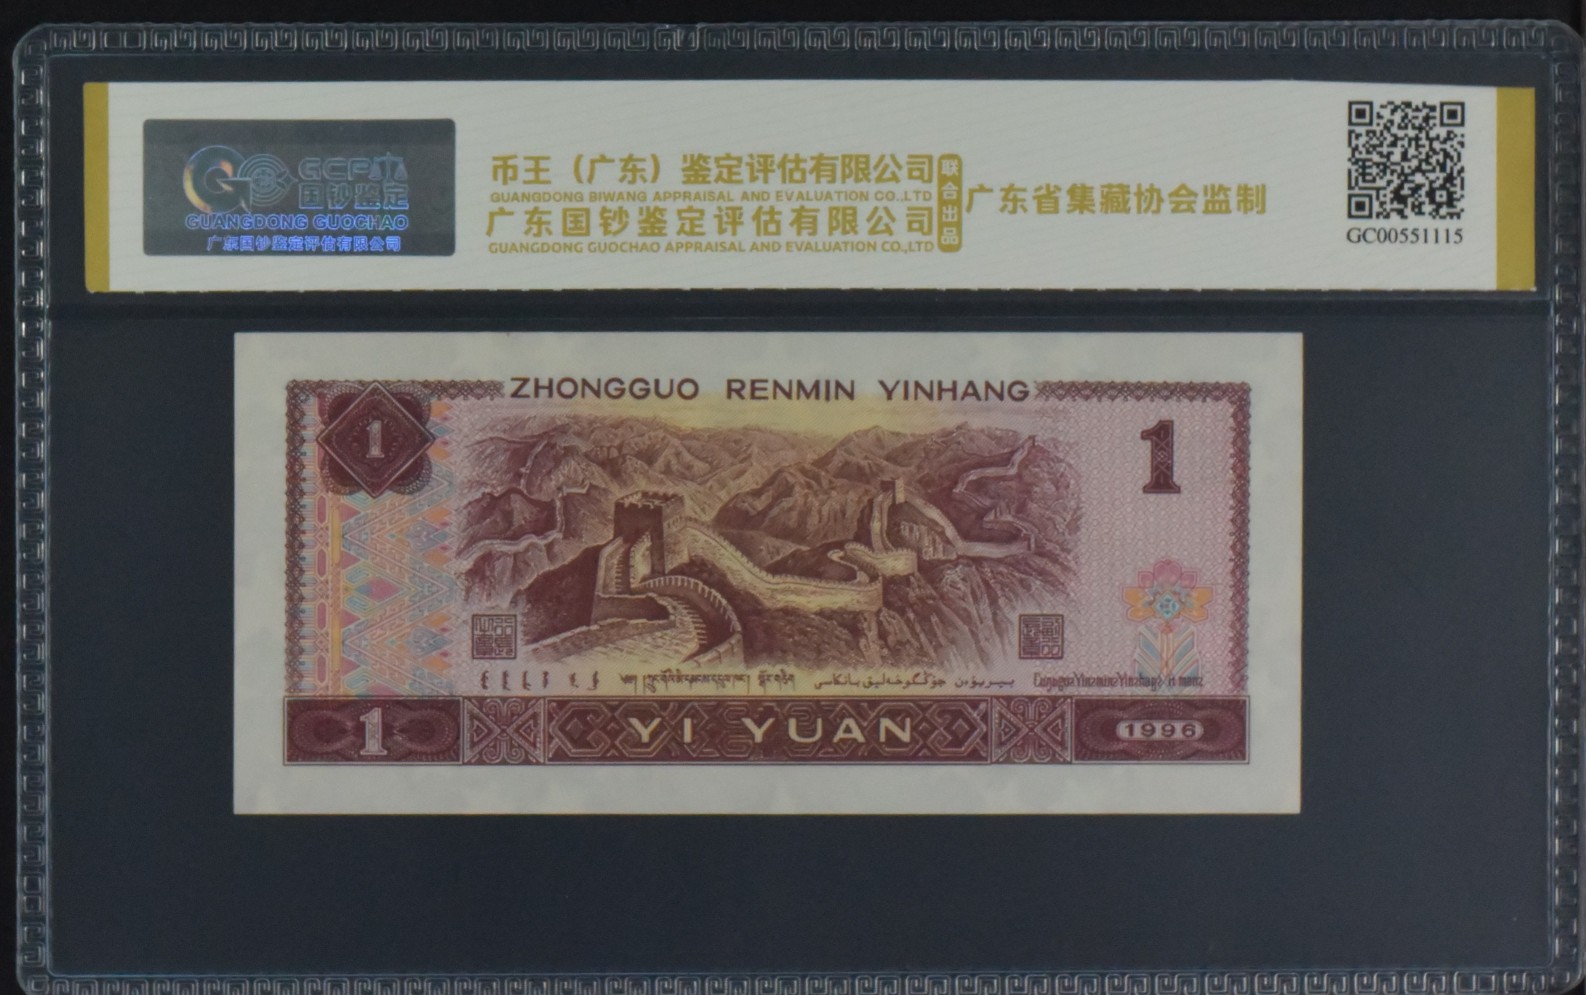 GCP
国钞鉴定
GUANGDONG GUOCHAO
广东国钞鉴定评估有限公司
币王（广东）鉴定评估有限公司
GUANGDONG BIWANG APPRAISAL AND EVALUATION CO.,LTD
广东国钞鉴定评估有限公司
GUANGDONG GUOCHAO APPRAISAL AND EVALUATION CO,LTD
联合出品
广东省集藏协会监制
GC00551115
ZHONGGUO RENMIN YINHANG
1
1
1
YI YUAN
1996